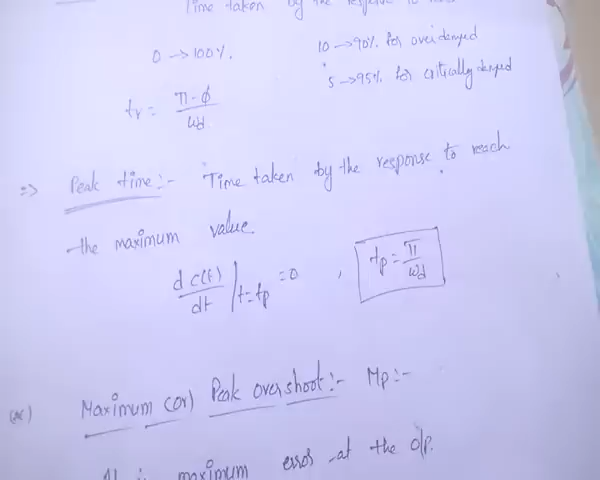 Time taken by the response to reach
0 → 100%.
10 → 90% for overdamped
5 → 95% for critically damped
tr = π - φ / ωd
=> Peak time :- Time taken by the response to reach
the maximum value.
d c(t) / dt | t = tp = 0 , tp = π / ωd
(*) Maximum (or) Peak overshoot :- Mp :-
maximum error at the o/p.